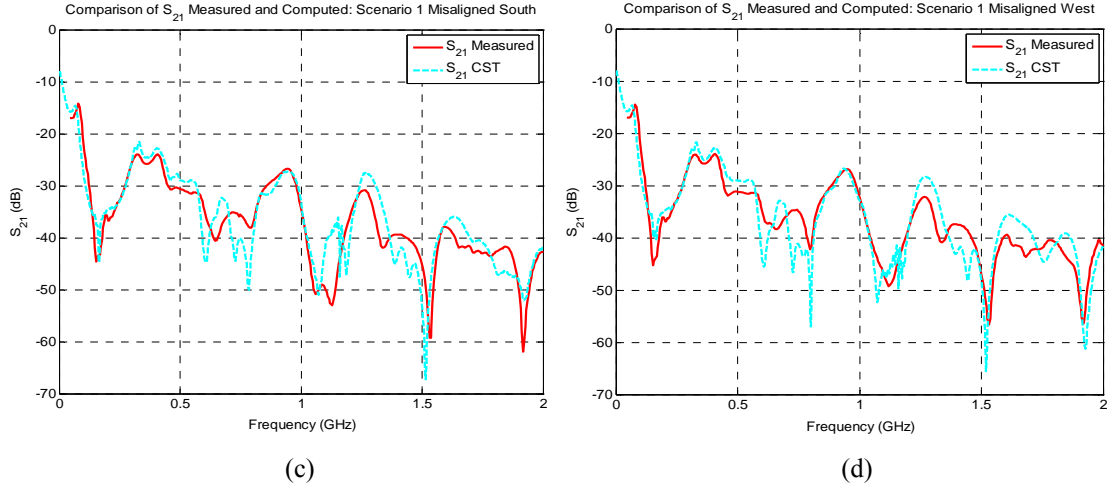 Comparison of S21 Measured and Computed: Scenario 1 Misaligned South
0
-10
-20
-30
-40
-50
-60
-70
S21 (dB)
S21 Measured
S21 CST
0 0.5 1 1.5 2
Frequency (GHz)
(c)
Comparison of S21 Measured and Computed: Scenario 1 Misaligned West
0
-10
-20
-30
-40
-50
-60
-70
S21 (dB)
S21 Measured
S21 CST
0 0.5 1 1.5 2
Frequency (GHz)
(d)